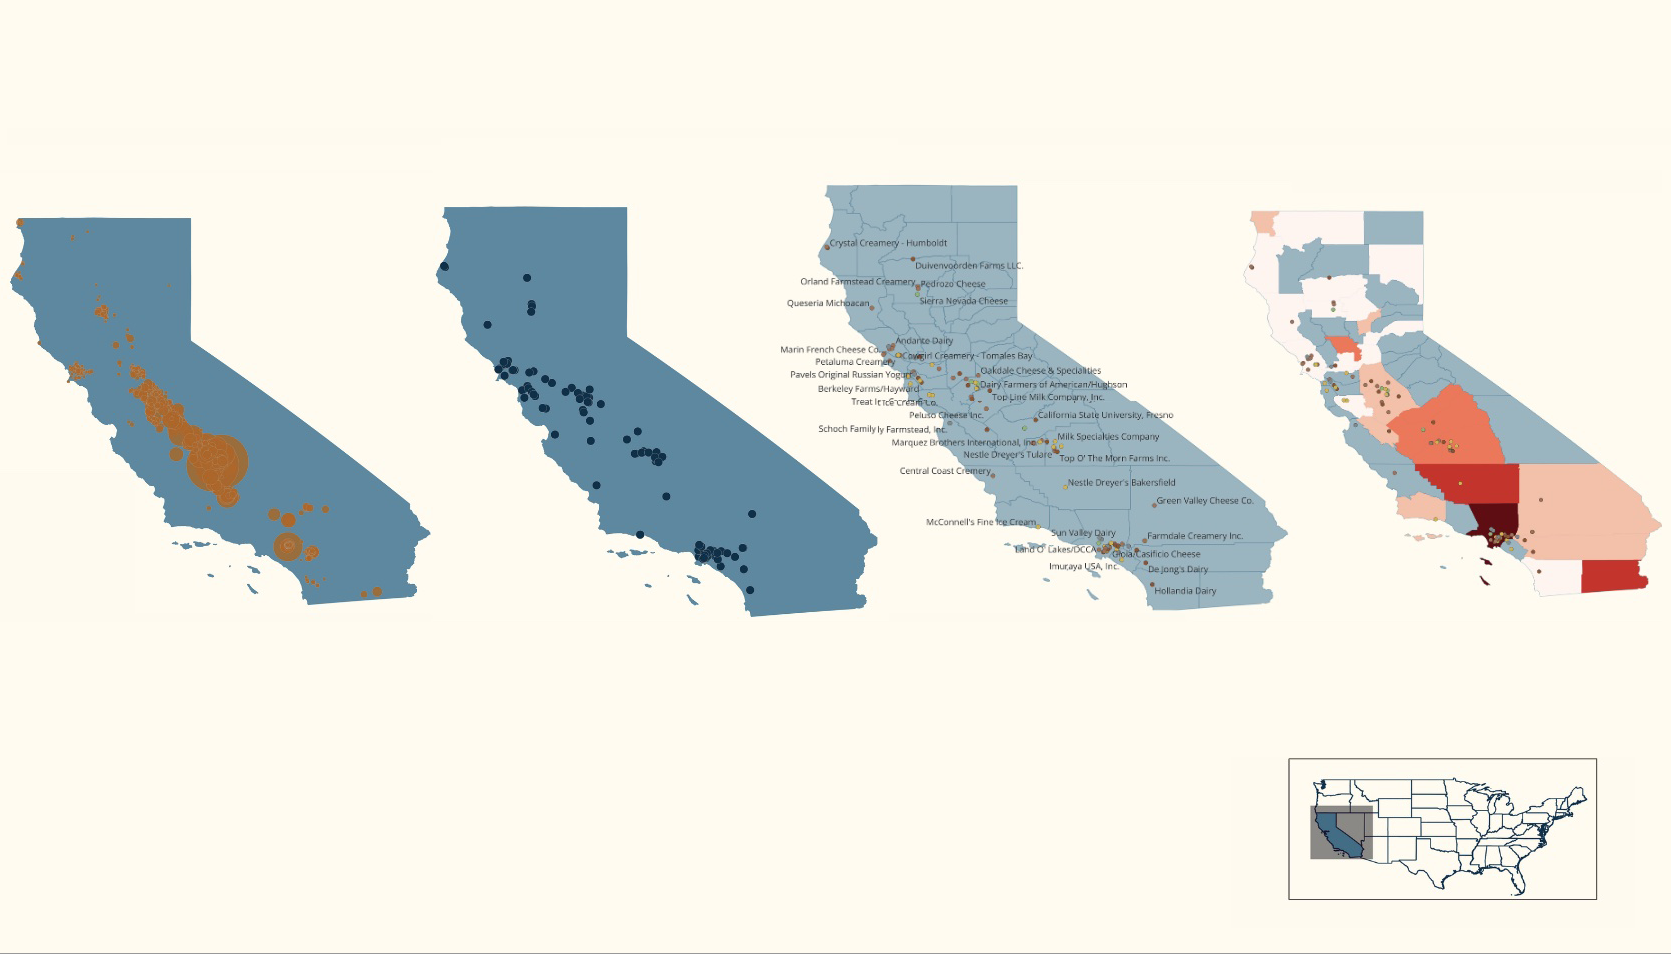 Crystal Creamery - Humboldt
Duivenvoorden Farms LLC.
Orland Farmstead Creamery
Pedrozo Cheese
Sierra Nevada Cheese
Queseria Michoacan
Andante Dairy
Marin French Cheese Co.
Cowgirl Creamery - Tomales Bay
Petaluma Creamery
Oakdale Cheese & Specialities
Pavels Original Russian Yogurt
Dairy Farmers of American/Hughson
Berkeley Farms/Hayward
Top Line Milk Company, Inc.
Treat Ice Cream Co.
Peluso Cheese Inc.
California State University, Fresno
Schoch Family
ly Farmstead, Inc.
Marquez Brothers International, Inc
Milk Specialties Company
Nestle Dreyer's Tulare
Top O' The Morn Farms Inc.
Central Coast Cremery
Nestle Dreyer's Bakersfield
Green Valley Cheese Co.
McConnell's Fine Ice Cream
Sun Valley Dairy
Farmdale Creamery Inc.
Land O' Lakes/DCCA
Gioia/Casificio Cheese
Imuraya USA, Inc.
De Jong's Dairy
Hollandia Dairy